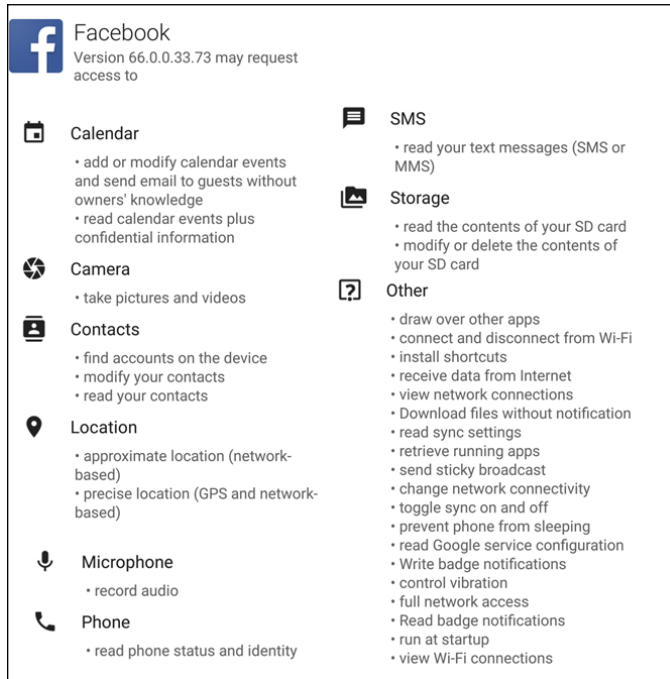 Facebook
Version 66.0.0.33.73 may request
access to
Calendar
• add or modify calendar events
and send email to guests without
owners' knowledge
• read calendar events plus
confidential information
Camera
• take pictures and videos
Contacts
• find accounts on the device
• modify your contacts
• read your contacts
Location
• approximate location (network-
based)
• precise location (GPS and network-
based)
Microphone
• record audio
Phone
• read phone status and identity
SMS
• read your text messages (SMS or
MMS)
Storage
• read the contents of your SD card
• modify or delete the contents of
your SD card
Other
• draw over other apps
• connect and disconnect from Wi-Fi
• install shortcuts
• receive data from Internet
• view network connections
• Download files without notification
• read sync settings
• retrieve running apps
• send sticky broadcast
• change network connectivity
• toggle sync on and off
• prevent phone from sleeping
• read Google service configuration
• Write badge notifications
• control vibration
• full network access
• Read badge notifications
• run at startup
• view Wi-Fi connections